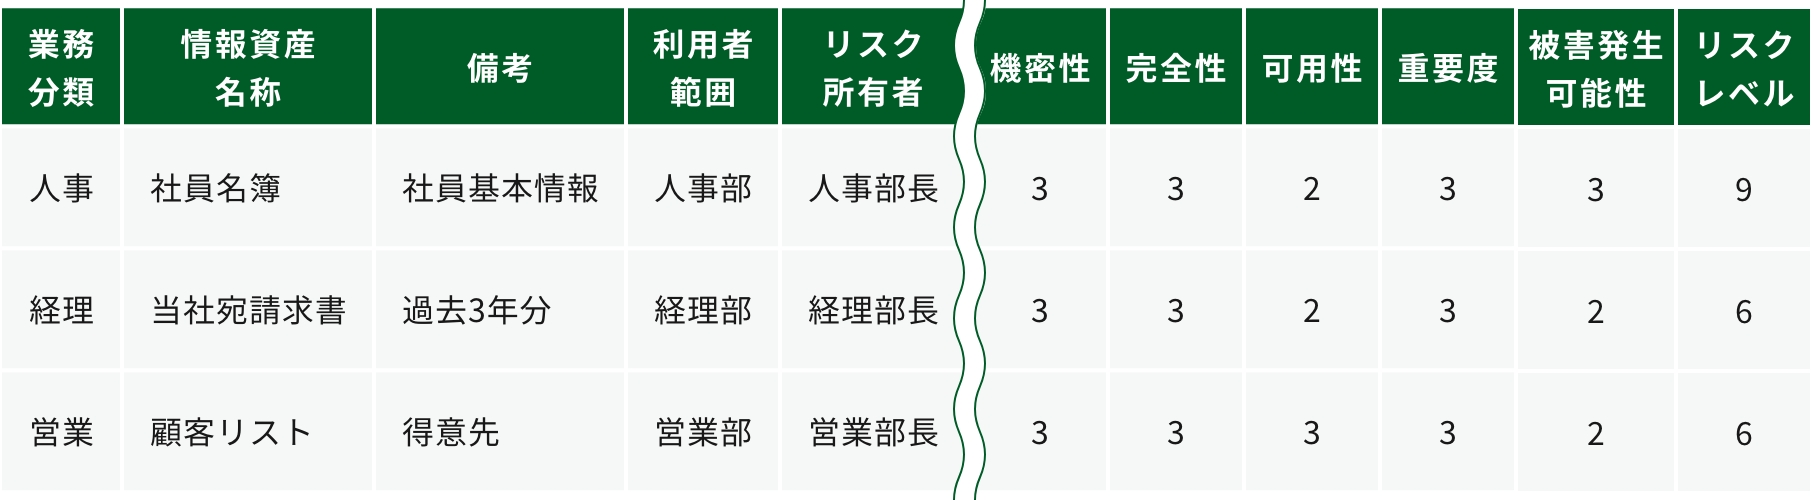 業務分類 情報資産名称 備考 利用者範囲 リスク所有者 機密性 完全性 可用性 重要度 被害発生可能性 リスクレベル
人事 社員名簿 社員基本情報 人事部 人事部長 3 3 2 3 3 9
経理 当社宛請求書 過去3年分 経理部 経理部長 3 3 2 3 2 6
営業 顧客リスト 得意先 営業部 営業部長 3 3 3 3 2 6